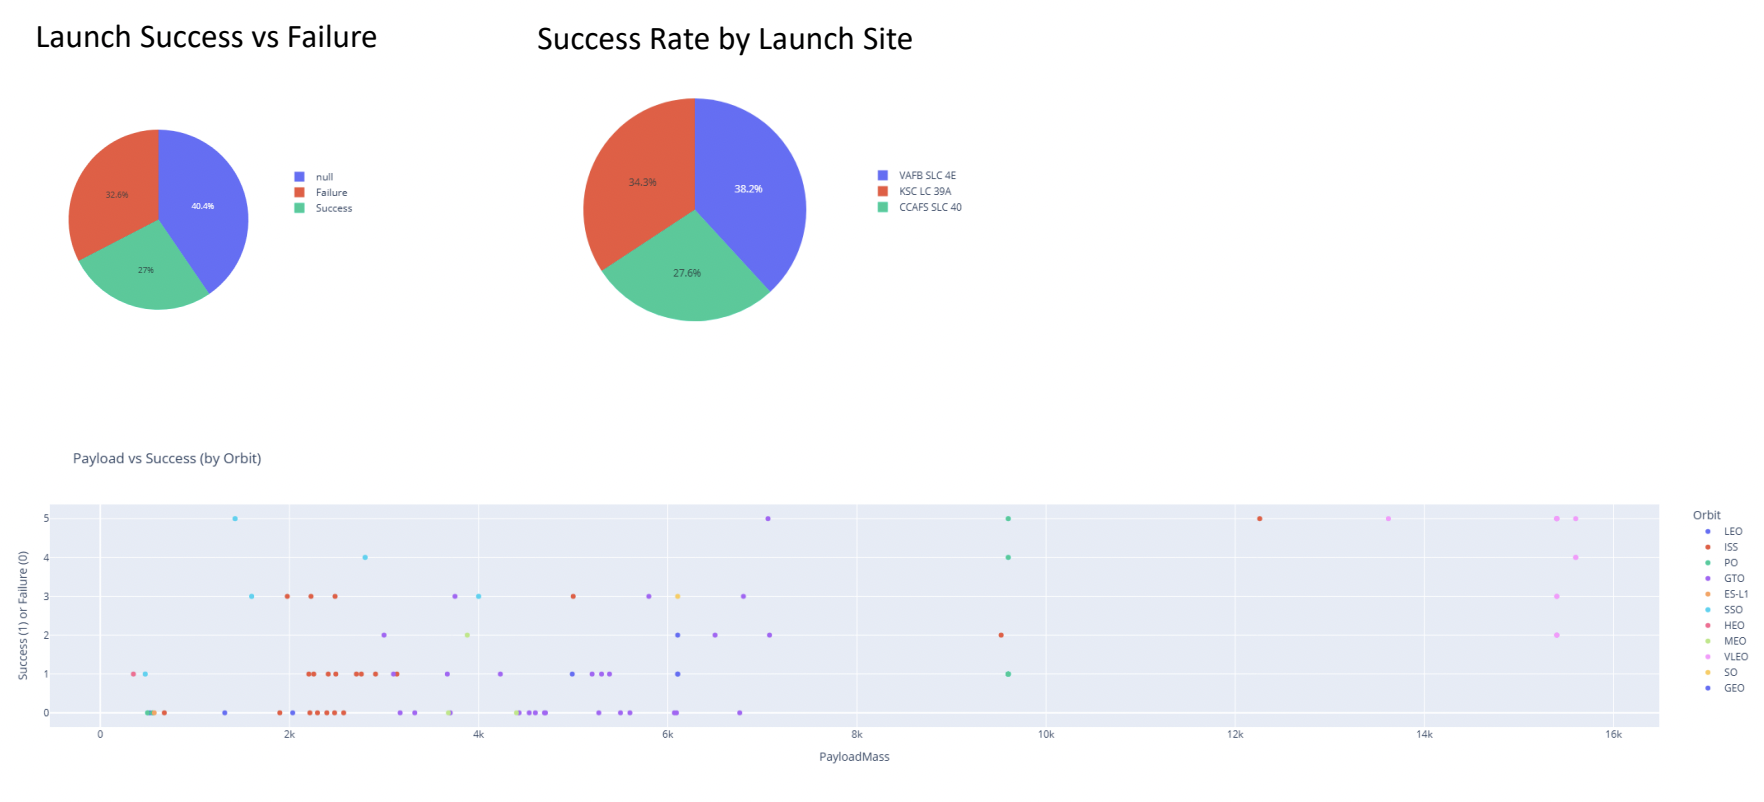 Launch Success vs Failure
Success Rate by Launch Site
32.6%
40.4%
27%
null
Failure
Success
34.3%
38.2%
27.6%
VAFB SLC 4E
KSC LC 39A
CCAFS SLC 40
Payload vs Success (by Orbit)
Success (1) or Failure (0)
5
4
3
2
1
0
0
2k
4k
6k
8k
10k
12k
14k
16k
PayloadMass
Orbit
LEO
ISS
PO
GTO
ES-L1
SSO
HEO
MEO
VLEO
SO
GEO